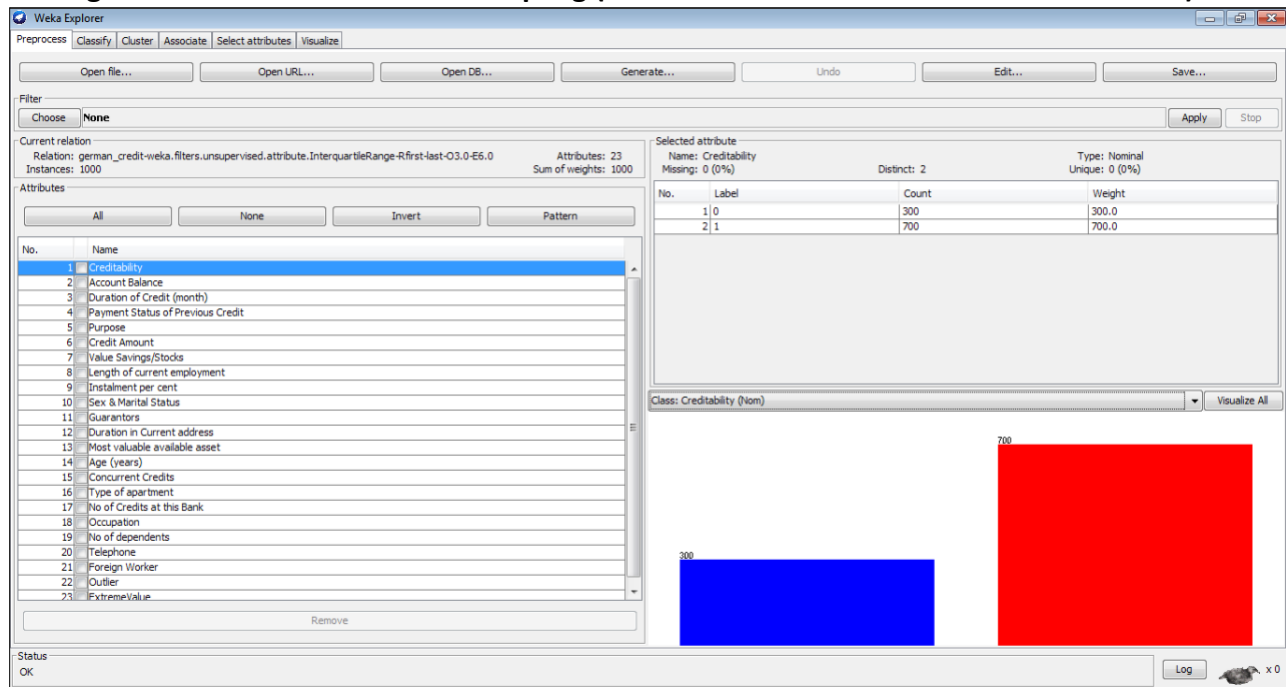 Weka Explorer
Preprocess Classify Cluster Associate Select attributes Visualize
Open file... Open URL... Open DB... Generate... Undo Edit... Save...
Filter
Choose None Apply Stop
Current relation
Relation: german_credit-weka.filters.unsupervised.attribute.InterquartileRange-Rfirst-last-O3.0-E6.0 Attributes: 23
Instances: 1000 Sum of weights: 1000
Attributes
All None Invert Pattern
No. Name
1 Creditability
2 Account Balance
3 Duration of Credit (month)
4 Payment Status of Previous Credit
5 Purpose
6 Credit Amount
7 Value Savings/Stocks
8 Length of current employment
9 Instalment per cent
10 Sex & Marital Status
11 Guarantors
12 Duration in Current address
13 Most valuable available asset
14 Age (years)
15 Concurrent Credits
16 Type of apartment
17 No of Credits at this Bank
18 Occupation
19 No of dependents
20 Telephone
21 Foreign Worker
22 Outlier
23 ExtremeValue
Remove
Selected attribute
Name: Creditability Type: Nominal
Missing: 0 (0%) Distinct: 2 Unique: 0 (0%)
No. Label Count Weight
1 0 300 300.0
2 1 700 700.0
Class: Creditability (Nom) Visualize All
700
300
Status
OK
Log x 0